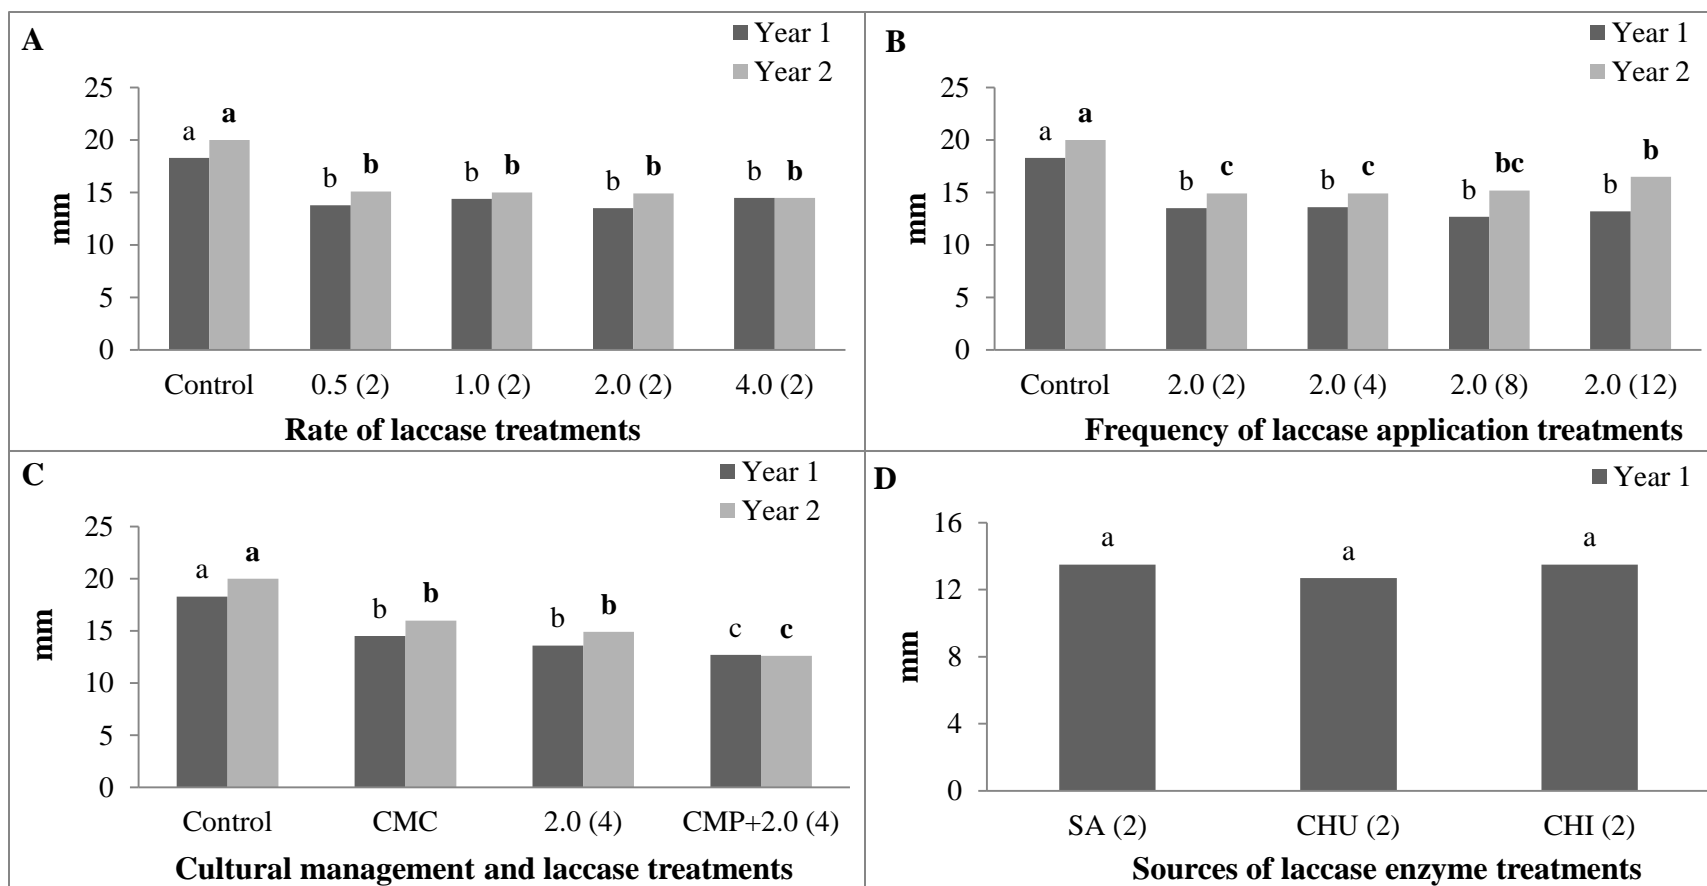 A
Year 1
Year 2
25
20
15
10
5
0
mm
a a
b b
b b
b b
b b
Control 0.5 (2) 1.0 (2) 2.0 (2) 4.0 (2)
Rate of laccase treatments
B
Year 1
Year 2
25
20
15
10
5
0
mm
a a
b c
b c
b bc
b b
Control 2.0 (2) 2.0 (4) 2.0 (8) 2.0 (12)
Frequency of laccase application treatments
C
Year 1
Year 2
25
20
15
10
5
0
mm
a a
b b
b b
c c
Control CMC 2.0 (4) CMP+2.0 (4)
Cultural management and laccase treatments
D
Year 1
16
12
8
4
0
mm
a a a
SA (2) CHU (2) CHI (2)
Sources of laccase enzyme treatments